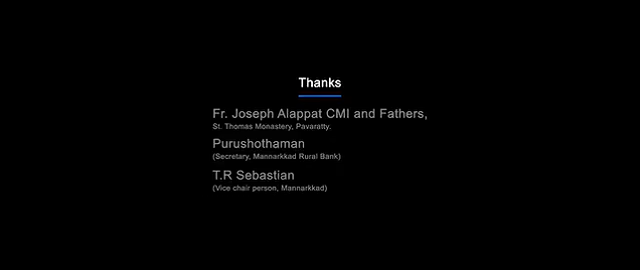 Thanks
Fr. Joseph Alappat CMI and Fathers,
St. Thomas Monastery, Pavaratty.
Purushothaman
(Secretary, Mannarkkad Rural Bank)
T.R Sebastian
(Vice chair person, Mannarkkad)